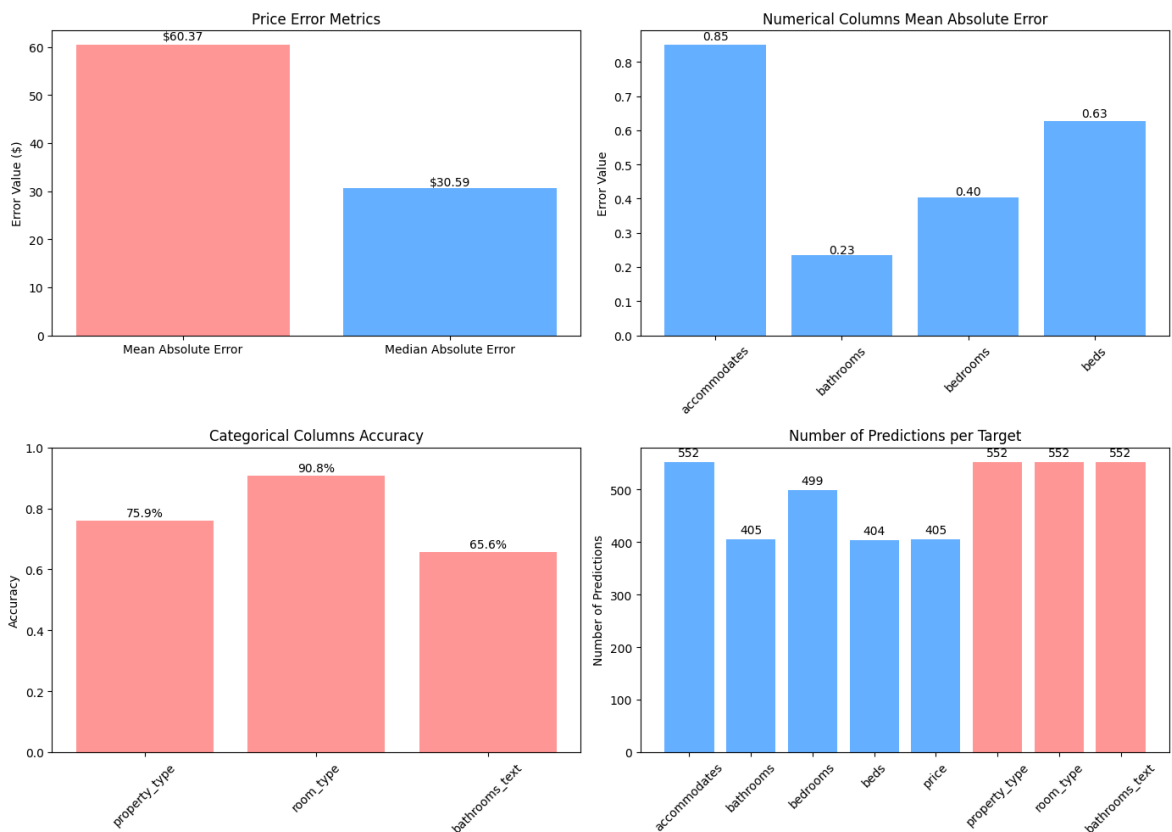 Price Error Metrics
$60.37
$30.59
Error Value ($)
60
50
40
30
20
10
0
Mean Absolute Error
Median Absolute Error
Numerical Columns Mean Absolute Error
0.85
0.23
0.40
0.63
Error Value
0.8
0.7
0.6
0.5
0.4
0.3
0.2
0.1
0.0
accommodates
bathrooms
bedrooms
beds
Categorical Columns Accuracy
75.9%
90.8%
65.6%
Accuracy
1.0
0.8
0.6
0.4
0.2
0.0
property_type
room_type
bathrooms_text
Number of Predictions per Target
552
405
499
404
405
552
552
552
Number of Predictions
500
400
300
200
100
0
accommodates
bathrooms
bedrooms
beds
price
property_type
room_type
bathrooms_text